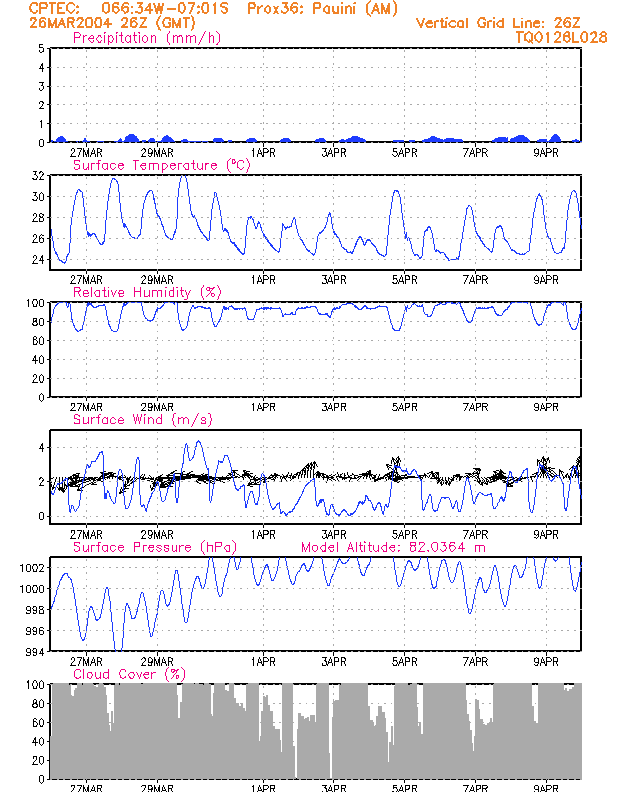 CPTEC: 066:34W-07:01S Prox36: Pauini (AM)
26MAR2004 26Z (GMT) Vertical Grid Line: 26Z
Precipitation (mm/h) TQ0126L028
5
4
3
2
1
0
27MAR 29MAR 1APR 3APR 5APR 7APR 9APR
Surface Temperature (°C)
32
30
28
26
24
27MAR 29MAR 1APR 3APR 5APR 7APR 9APR
Relative Humidity (%)
100
80
60
40
20
0
27MAR 29MAR 1APR 3APR 5APR 7APR 9APR
Surface Wind (m/s)
4
2
0
27MAR 29MAR 1APR 3APR 5APR 7APR 9APR
Surface Pressure (hPa) Model Altitude: 82.0364 m
1002
1000
998
996
994
27MAR 29MAR 1APR 3APR 5APR 7APR 9APR
Cloud Cover (%)
100
80
60
40
20
0
27MAR 29MAR 1APR 3APR 5APR 7APR 9APR